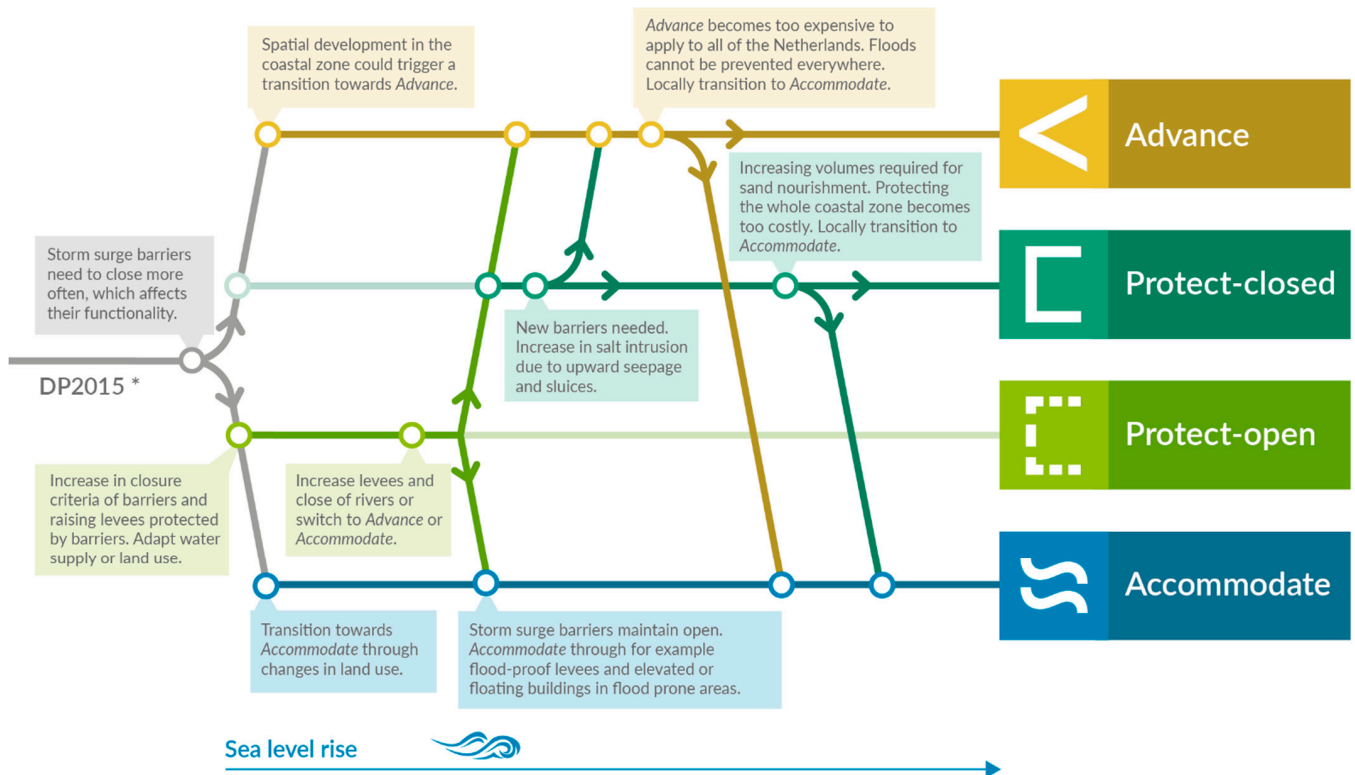 Spatial development in the
coastal zone could trigger a
transition towards Advance.
Advance becomes too expensive to
apply to all of the Netherlands. Floods
cannot be prevented everywhere.
Locally transition to Accommodate.
Advance
Increasing volumes required for
sand nourishment. Protecting
the whole coastal zone becomes
too costly. Locally transition to
Accommodate.
Storm surge barriers
need to close more
often, which affects
their functionality.
Protect-closed
New barriers needed.
Increase in salt intrusion
due to upward seepage
and sluices.
DP2015 *
Protect-open
Increase in closure
criteria of barriers and
raising levees protected
by barriers. Adapt water
supply or land use.
Increase levees and
close of rivers or
switch to Advance or
Accommodate.
Accommodate
Transition towards
Accommodate through
changes in land use.
Storm surge barriers maintain open.
Accommodate through for example
flood-proof levees and elevated or
floating buildings in flood prone areas.
Sea level rise